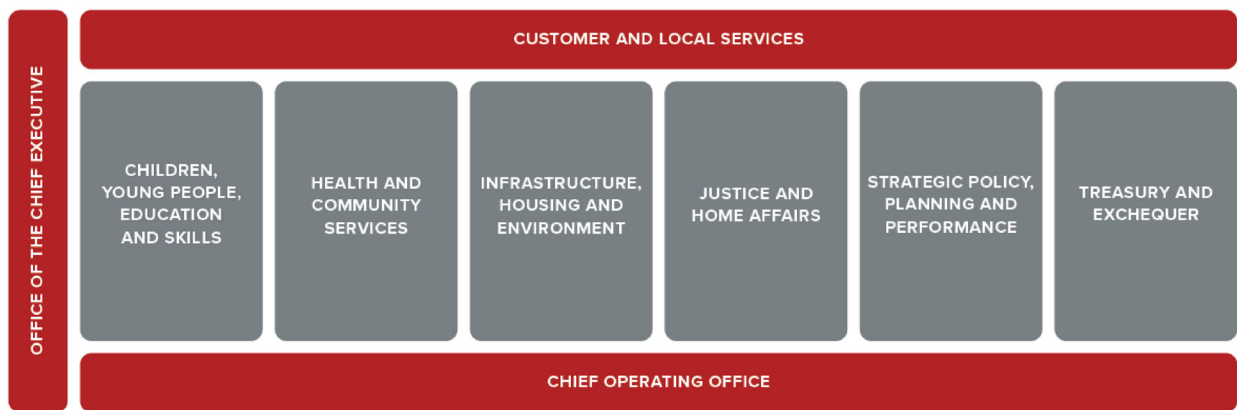 OFFICE OF THE CHIEF EXECUTIVE
CUSTOMER AND LOCAL SERVICES
CHILDREN,
YOUNG PEOPLE,
EDUCATION
AND SKILLS
HEALTH AND
COMMUNITY
SERVICES
INFRASTRUCTURE,
HOUSING AND
ENVIRONMENT
JUSTICE AND
HOME AFFAIRS
STRATEGIC POLICY,
PLANNING AND
PERFORMANCE
TREASURY AND
EXCHEQUER
CHIEF OPERATING OFFICE